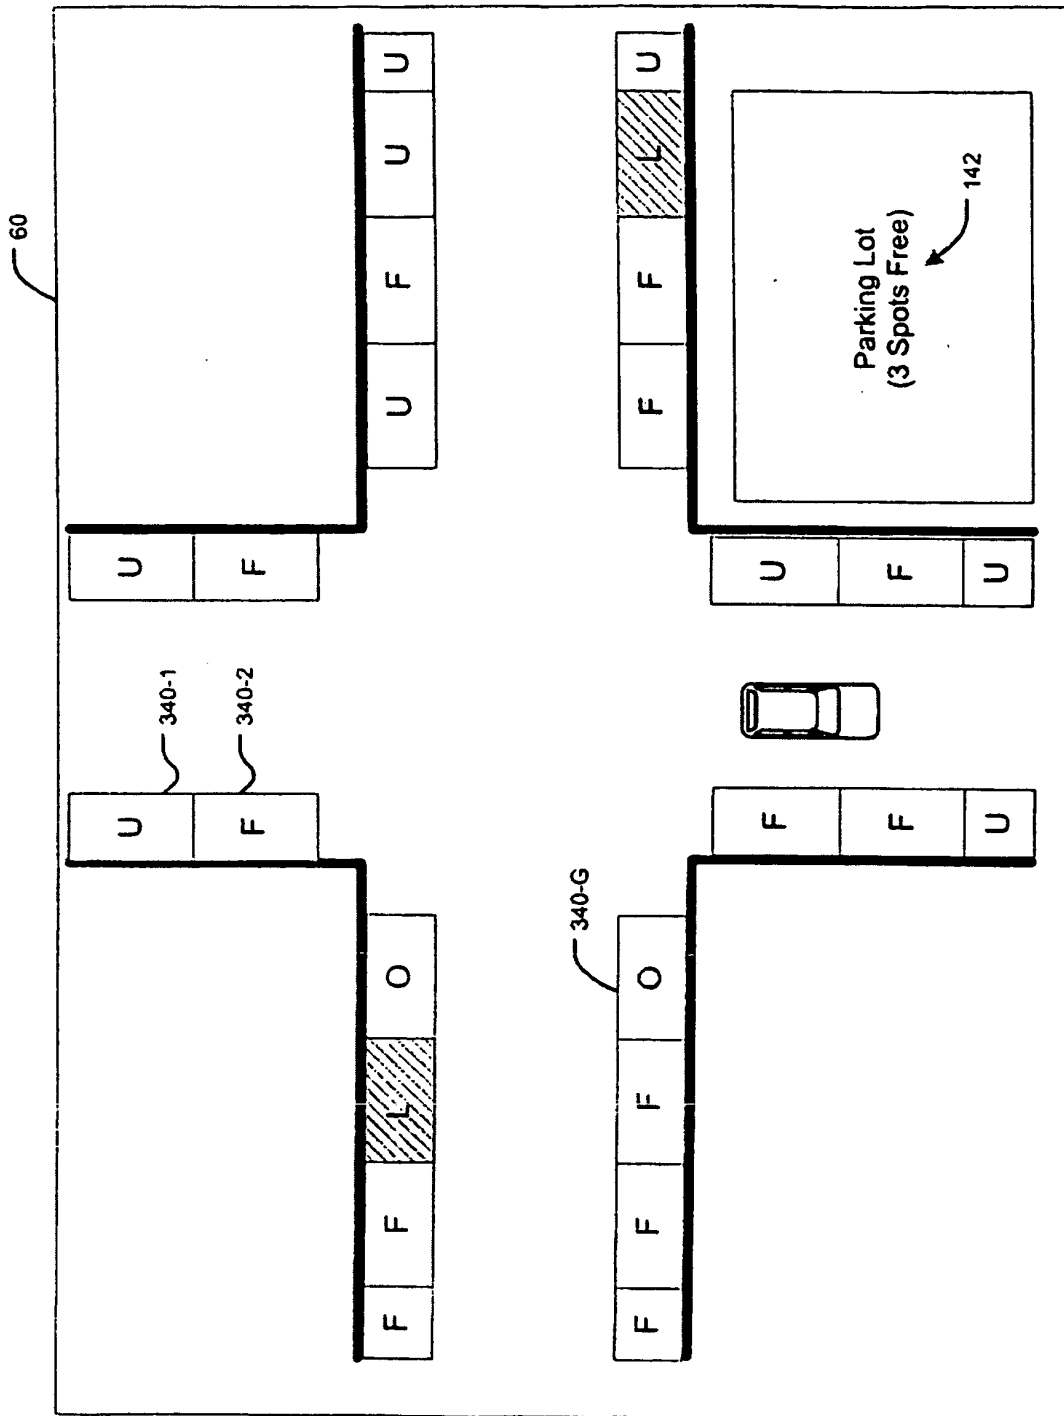 60
U U
340-1
340-2
F F
F F L O U F U U
340-G
F F F O F F L U
F U
Parking Lot
(3 Spots Free)
F F
142
U U